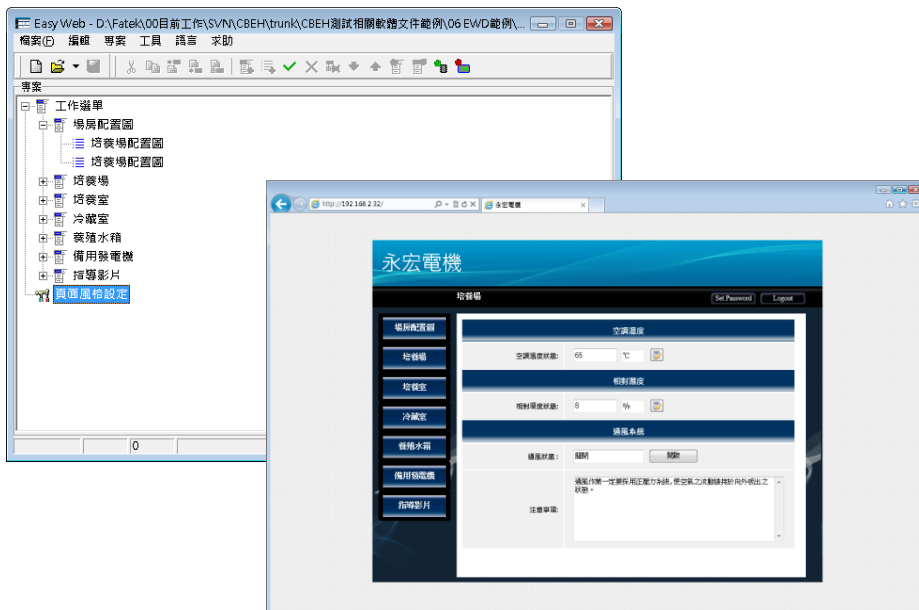 Easy Web - D:\Fatek\00目前工作\SVN\CBEH\trunk\CBEH測試相關軟體文件範例\06 EWD範例\...
檔案(F) 編輯 專案 工具 語言 求助
專案
工作選單
場房配置圖
培養場配置圖
培養場配置圖
培養場
培養室
冷藏室
養殖水箱
備用發電機
指導影片
頁面風格設定
0
http://192.168.2.32/
永宏電機
永宏電機
培養場
Set Password
Logout
場房配置圖
培養場
培養室
冷藏室
養殖水箱
備用發電機
指導影片
空調溫度
空調溫度狀態:
65
℃
相對濕度
相對濕度狀態:
8
%
通風系統
通風狀態:
關閉
開啟
注意事項:
通風作業一定要採用正壓力系統,使空氣之流動維持於向外吸出之
狀態。